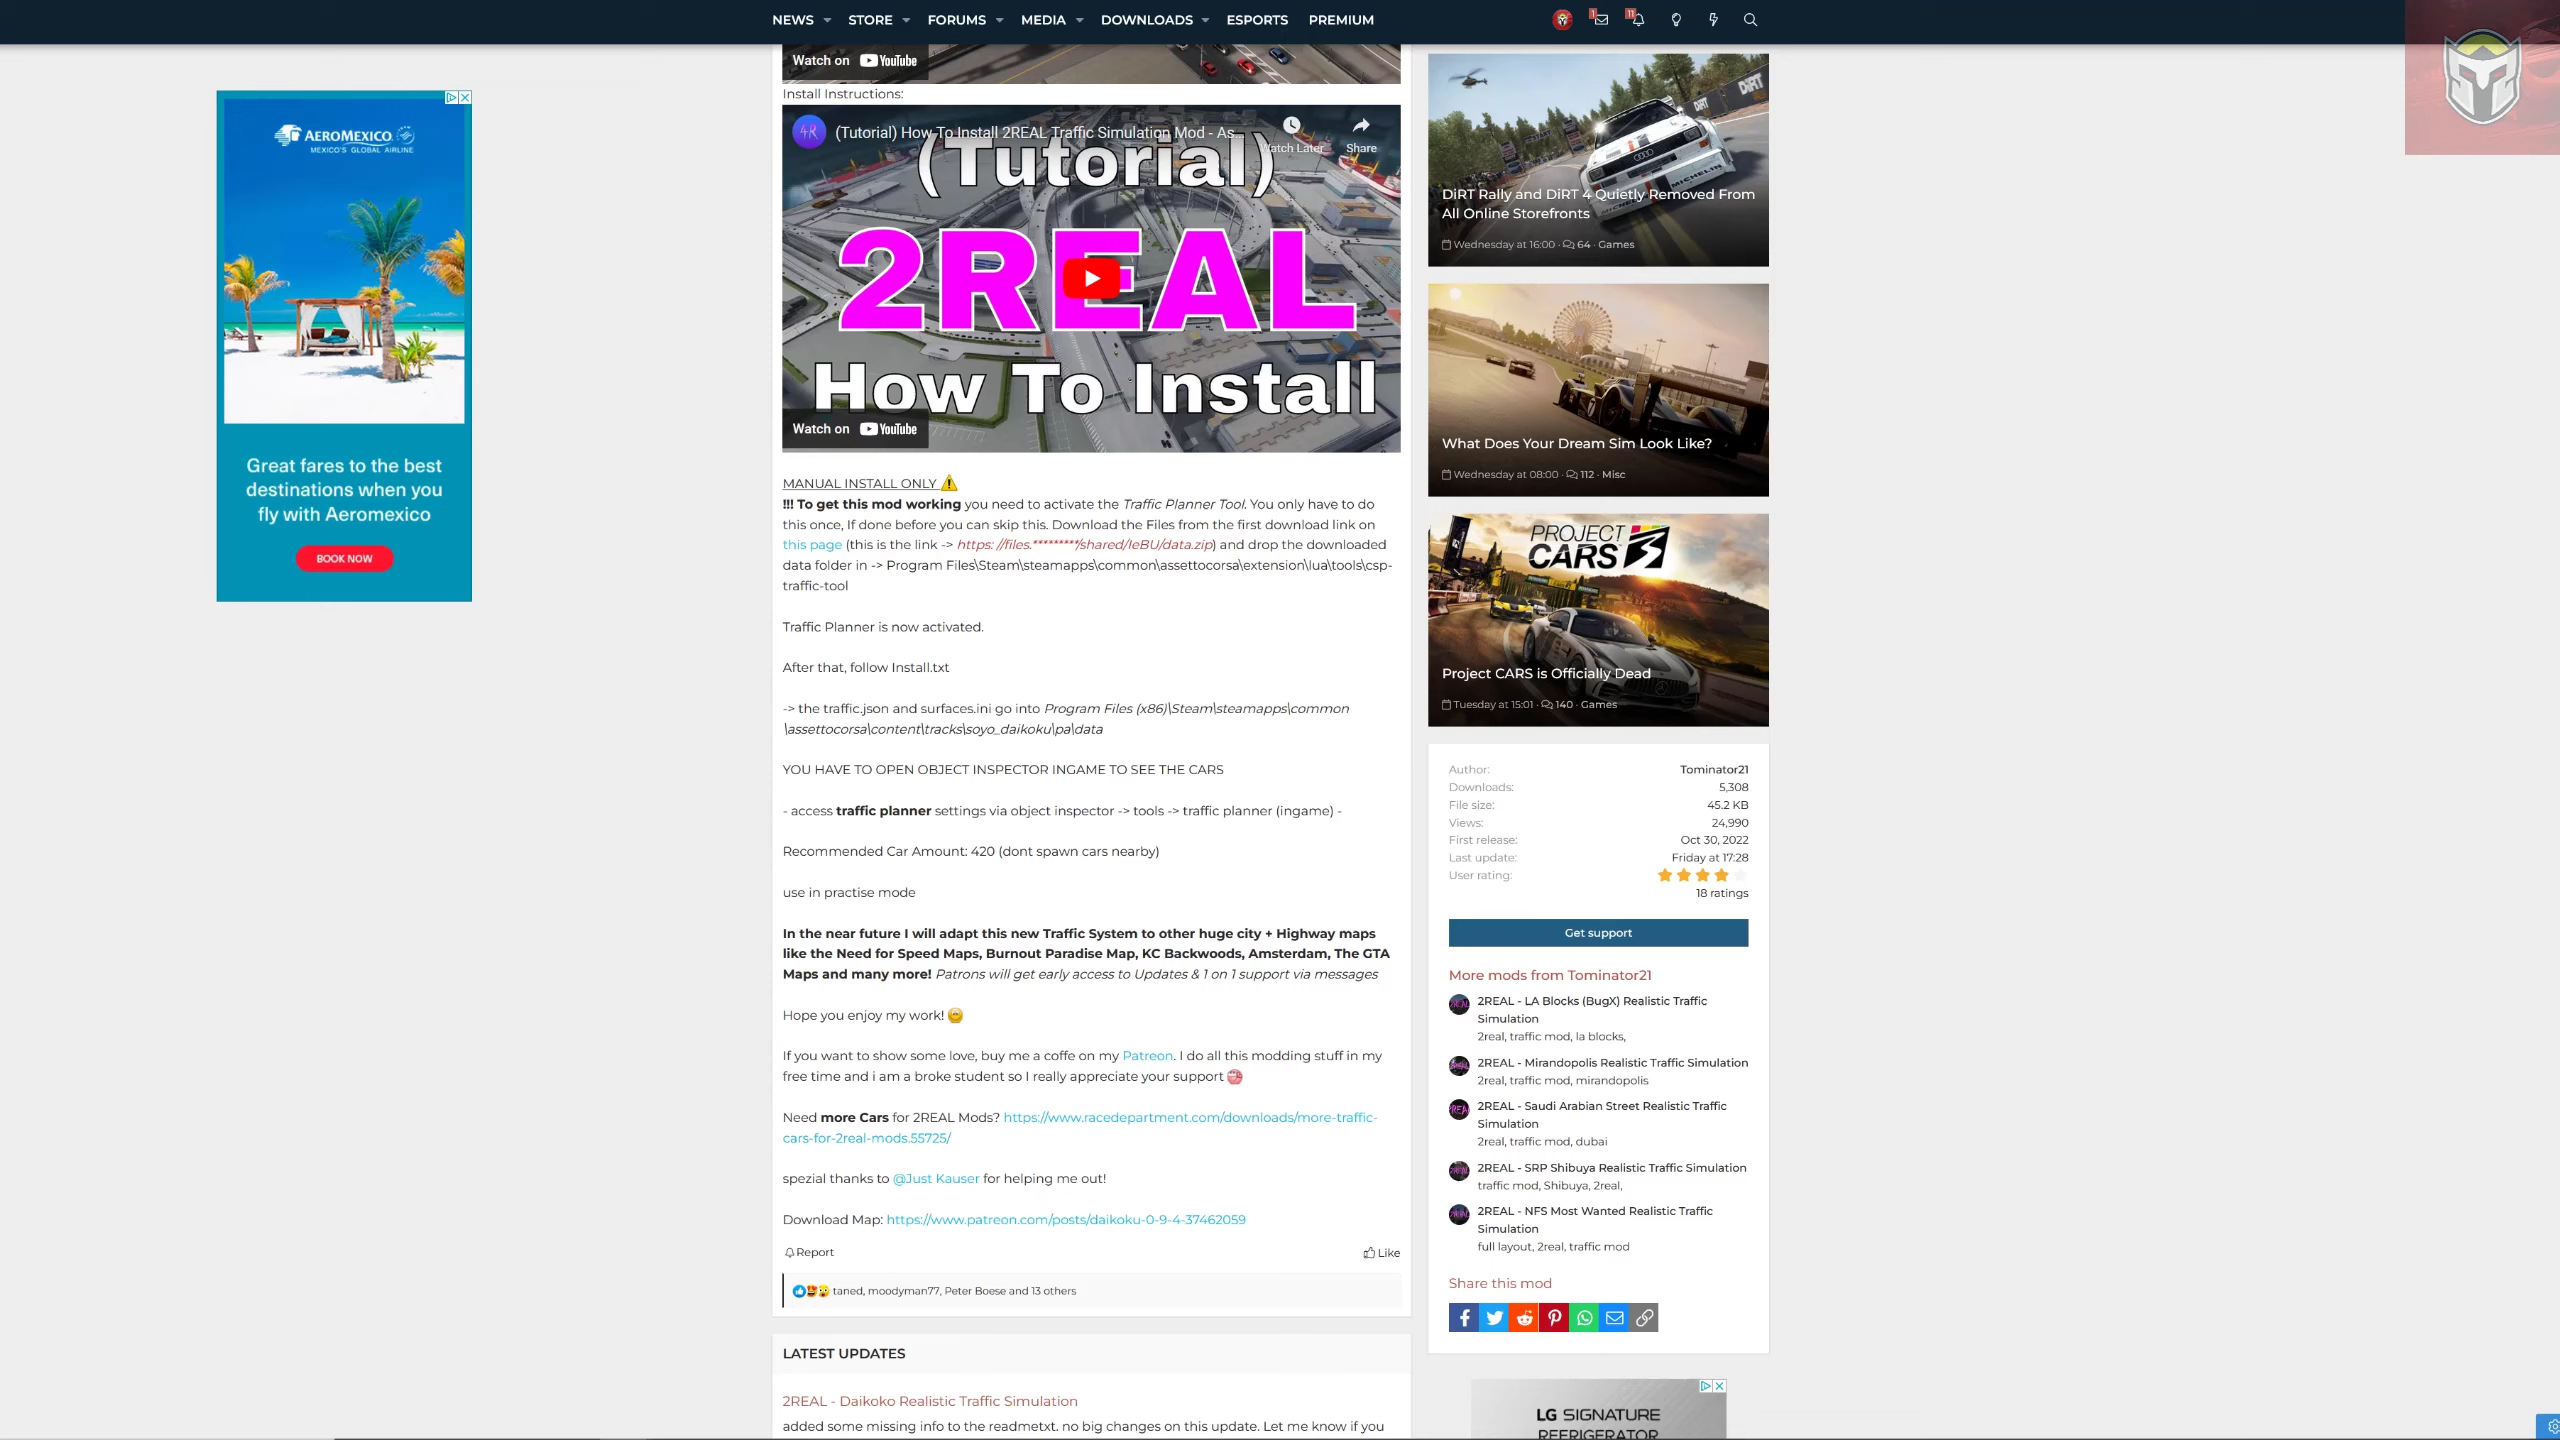 NEWS STORE FORUMS MEDIA DOWNLOADS ESPORTS PREMIUM
1 11
Watch on YouTube
Install Instructions:
4R (Tutorial) How To Install 2REAL Traffic Simulation Mod - As...
Watch Later Share
(Tutorial)
2REAL
How To Install
Watch on YouTube
MANUAL INSTALL ONLY
!!! To get this mod working you need to activate the Traffic Planner Tool. You only have to do
this once, If done before you can skip this. Download the Files from the first download link on
this page (this is the link -> https: //files.*********/shared/IeBU/data.zip) and drop the downloaded
data folder in -> Program Files\Steam\steamapps\common\assettocorsa\extension\lua\tools\csp-
traffic-tool
Traffic Planner is now activated.
After that, follow Install.txt
-> the traffic.json and surfaces.ini go into Program Files (x86)\Steam\steamapps\common
\assettocorsa\content\tracks\soyo_daikoku\pa\data
YOU HAVE TO OPEN OBJECT INSPECTOR INGAME TO SEE THE CARS
- access traffic planner settings via object inspector -> tools -> traffic planner (ingame) -
Recommended Car Amount: 420 (dont spawn cars nearby)
use in practise mode
In the near future I will adapt this new Traffic System to other huge city + Highway maps
like the Need for Speed Maps, Burnout Paradise Map, KC Backwoods, Amsterdam, The GTA
Maps and many more! Patrons will get early access to Updates & 1 on 1 support via messages
Hope you enjoy my work!
If you want to show some love, buy me a coffe on my Patreon. I do all this modding stuff in my
free time and i am a broke student so I really appreciate your support
Need more Cars for 2REAL Mods? https://www.racedepartment.com/downloads/more-traffic-
cars-for-2real-mods.55725/
spezial thanks to @Just Kauser for helping me out!
Download Map: https://www.patreon.com/posts/daikoku-0-9-4-37462059
Report Like
taned, moodyman77, Peter Boese and 13 others
LATEST UPDATES
2REAL - Daikoko Realistic Traffic Simulation
added some missing info to the readmetxt. no big changes on this update. Let me know if you
AEROMEXICO
MEXICO'S GLOBAL AIRLINE
Great fares to the best
destinations when you
fly with Aeromexico
BOOK NOW
DiRT
DiRT
MICHELIN
DiRT Rally and DiRT 4 Quietly Removed From
All Online Storefronts
Wednesday at 16:00 · 64 · Games
What Does Your Dream Sim Look Like?
Wednesday at 08:00 · 112 · Misc
PROJECT
CARS 3
Project CARS is Officially Dead
Tuesday at 15:01 · 140 · Games
Author: Tominator21
Downloads: 5,308
File size: 45.2 KB
Views: 24,990
First release: Oct 30, 2022
Last update: Friday at 17:28
User rating:
18 ratings
Get support
More mods from Tominator21
2REAL - LA Blocks (BugX) Realistic Traffic
Simulation
2real, traffic mod, la blocks,
2REAL - Mirandopolis Realistic Traffic Simulation
2real, traffic mod, mirandopolis
2REAL - Saudi Arabian Street Realistic Traffic
Simulation
2real, traffic mod, dubai
2REAL - SRP Shibuya Realistic Traffic Simulation
traffic mod, Shibuya, 2real,
2REAL - NFS Most Wanted Realistic Traffic
Simulation
full layout, 2real, traffic mod
Share this mod
LG SIGNATURE
REFRIGERATOR